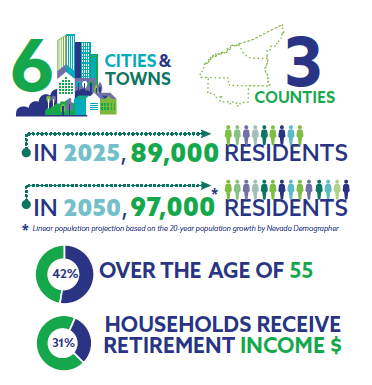 6 CITIES &
TOWNS
3
COUNTIES
IN 2025, 89,000 RESIDENTS
IN 2050, 97,000* RESIDENTS
* Linear population projection based on the 20-year population growth by Nevada Demographer
42% OVER THE AGE OF 55
31% HOUSEHOLDS RECEIVE
RETIREMENT INCOME $